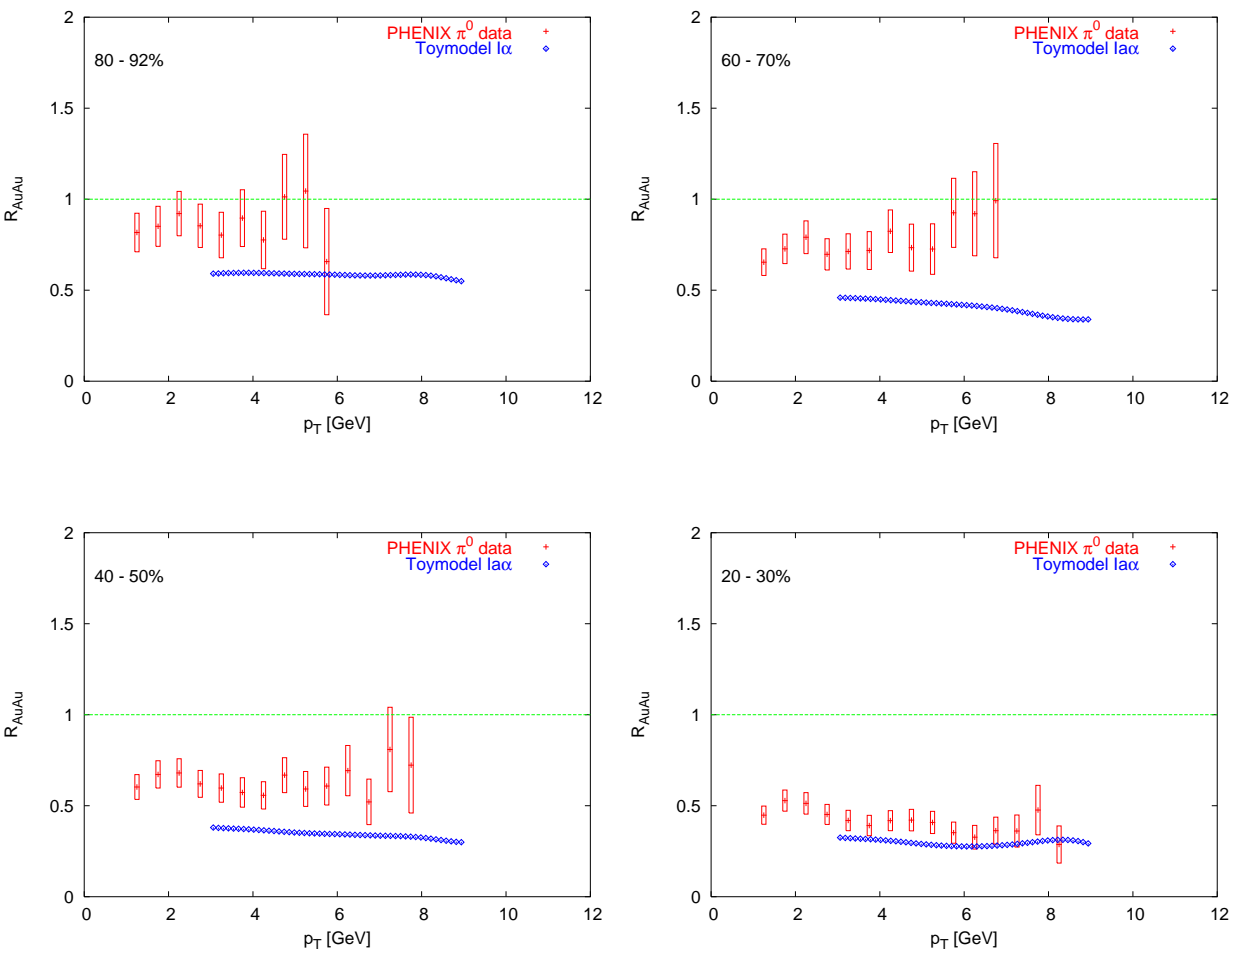 2
1.5
1
0.5
0
R_AuAu
80 - 92%
PHENIX π⁰ data
Toymodel Iα
0 2 4 6 8 10 12
p_T [GeV]
2
1.5
1
0.5
0
R_AuAu
60 - 70%
PHENIX π⁰ data
Toymodel Iaα
0 2 4 6 8 10 12
p_T [GeV]
2
1.5
1
0.5
0
R_AuAu
40 - 50%
PHENIX π⁰ data
Toymodel Iaα
0 2 4 6 8 10 12
p_T [GeV]
2
1.5
1
0.5
0
R_AuAu
20 - 30%
PHENIX π⁰ data
Toymodel Iaα
0 2 4 6 8 10 12
p_T [GeV]